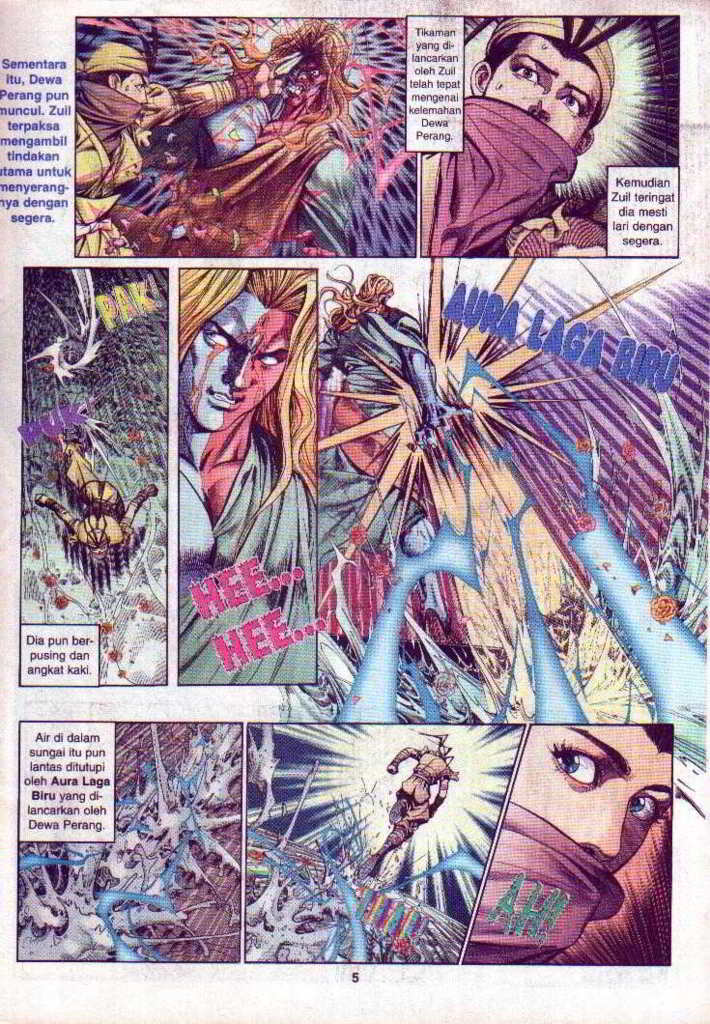 Sementara
itu, Dewa
Perang pun
muncul. Zuil
terpaksa
mengambil
tindakan
utama untuk
menyerang-
nya dengan
segera.
Tikaman
yang di-
lancarkan
oleh Zuil
telah tepat
mengenai
kelemahan
Dewa
Perang.
Kemudian
Zuil teringat
dia mesti
lari dengan
segera.
PAK!
Dia pun ber-
pusing dan
angkat kaki.
HEE...
HEE...
AURA LAGA BIRU
Air di dalam
sungai itu pun
lantas ditutupi
oleh Aura Laga
Biru yang di-
lancarkan oleh
Dewa Perang.
AH!
5